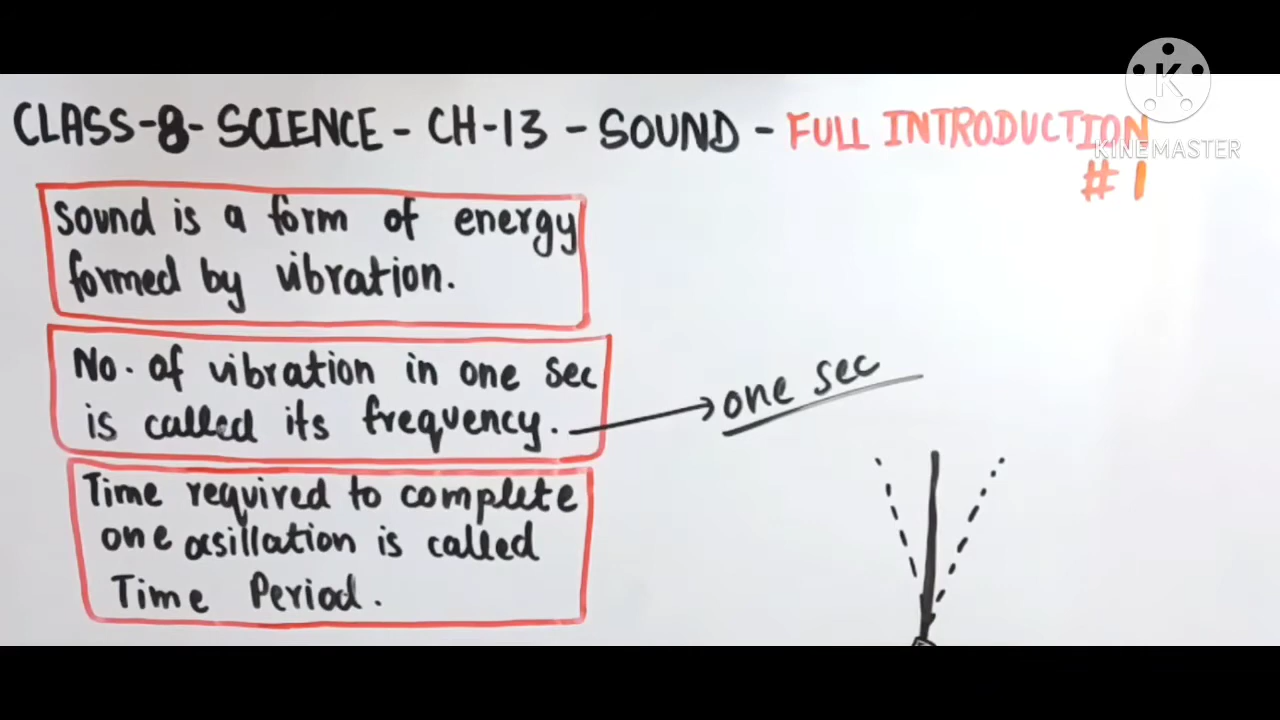 CLASS-8-SCIENCE-CH-13-SOUND-FULL INTRODUCTION
#1
K
KINEMASTER
Sound is a form of energy
formed by vibration.
No. of vibration in one sec
is called its frequency.
one sec
Time required to complete
one osillation is called
Time Period.